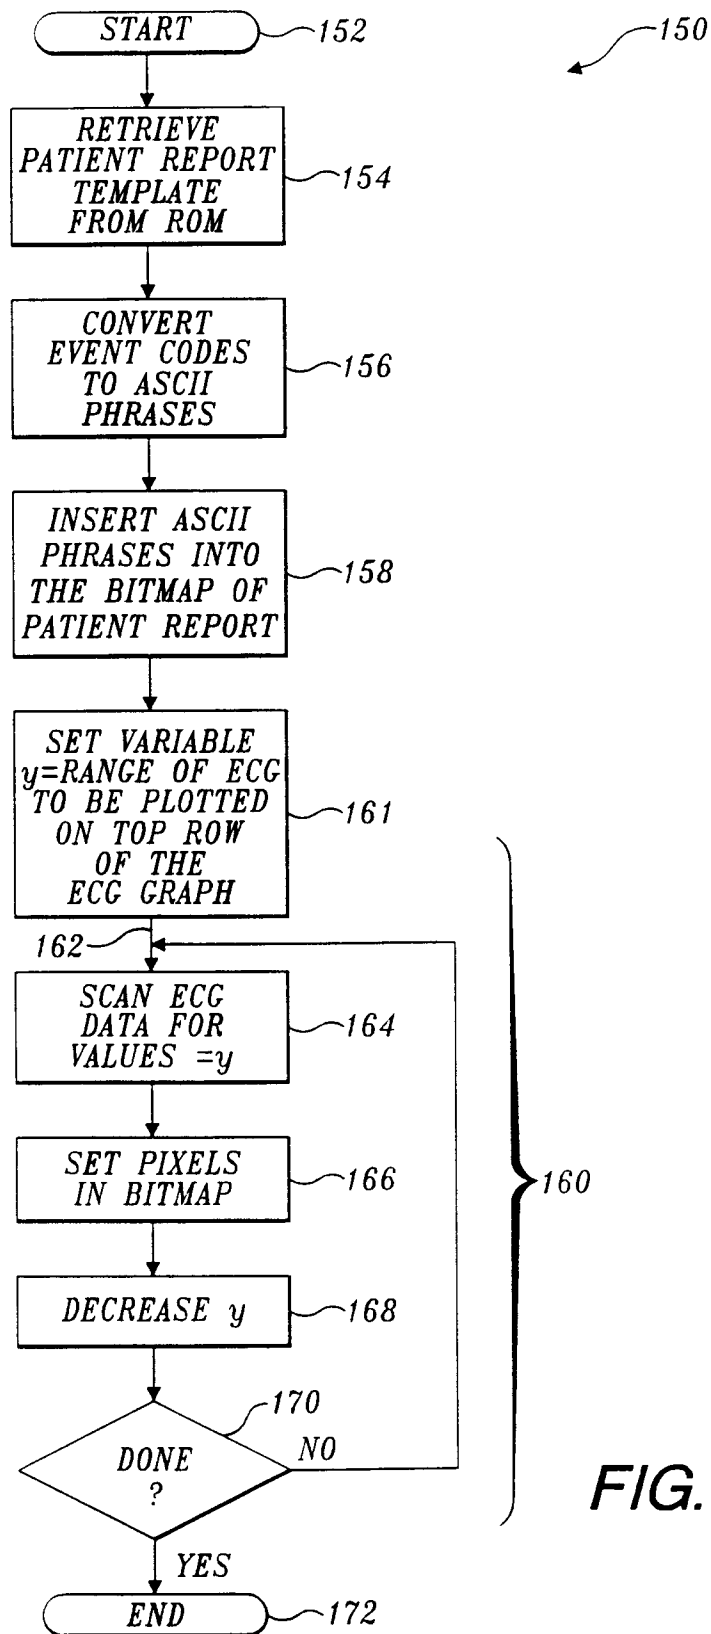 START
152
150
RETRIEVE
PATIENT REPORT
TEMPLATE
FROM ROM
154
CONVERT
EVENT CODES
TO ASCII
PHRASES
156
INSERT ASCII
PHRASES INTO
THE BITMAP OF
PATIENT REPORT
158
SET VARIABLE
y=RANGE OF ECG
TO BE PLOTTED
ON TOP ROW
OF THE
ECG GRAPH
161
162
SCAN ECG
DATA FOR
VALUES =y
164
SET PIXELS
IN BITMAP
166
160
DECREASE y
168
170
DONE
?
NO
FIG.
YES
END
172